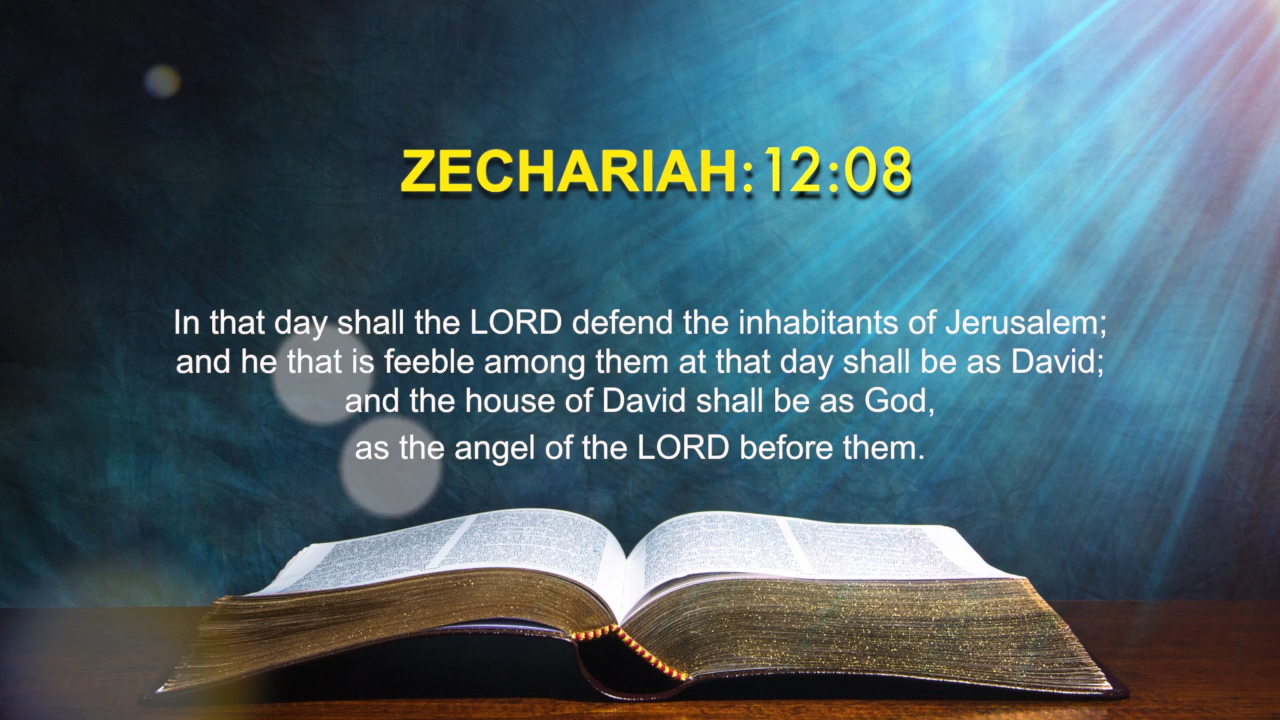 ZECHARIAH:12:08
In that day shall the LORD defend the inhabitants of Jerusalem;
and he that is feeble among them at that day shall be as David;
and the house of David shall be as God,
as the angel of the LORD before them.